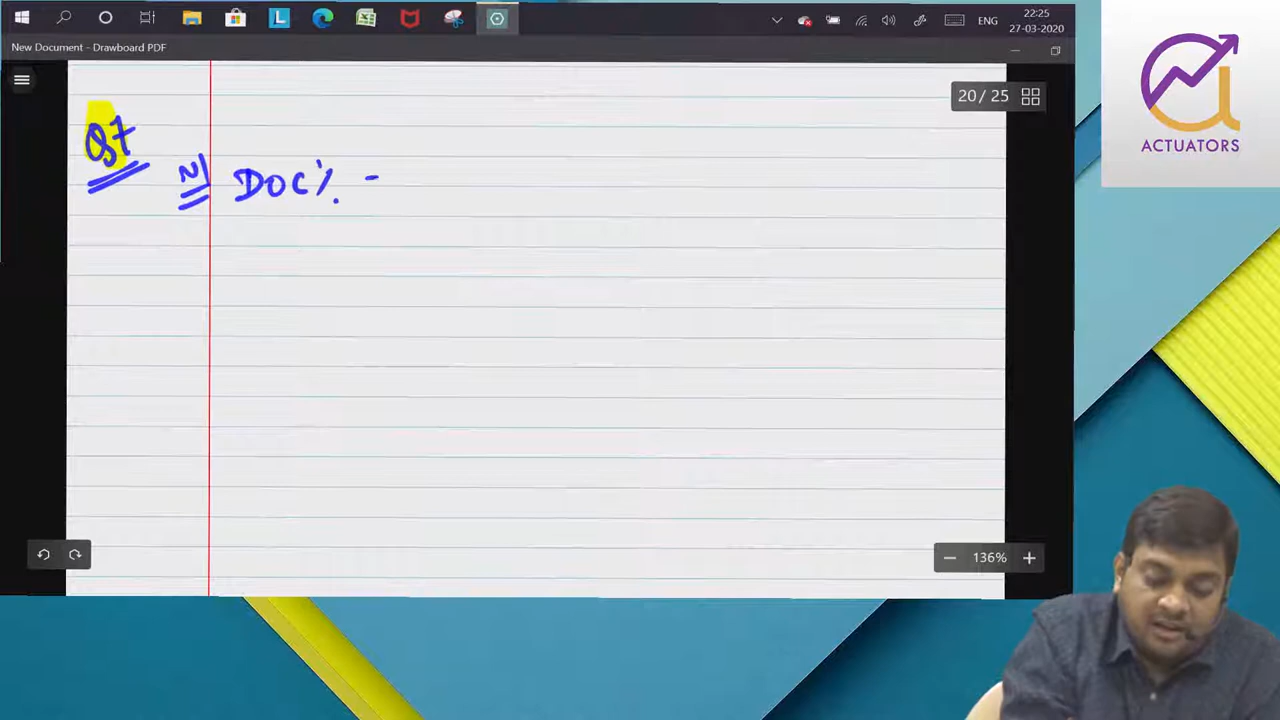 22:25
ENG
27-03-2020
New Document - Drawboard PDF
20 / 25
ACTUATORS
Q7
N) DOC% -
136%